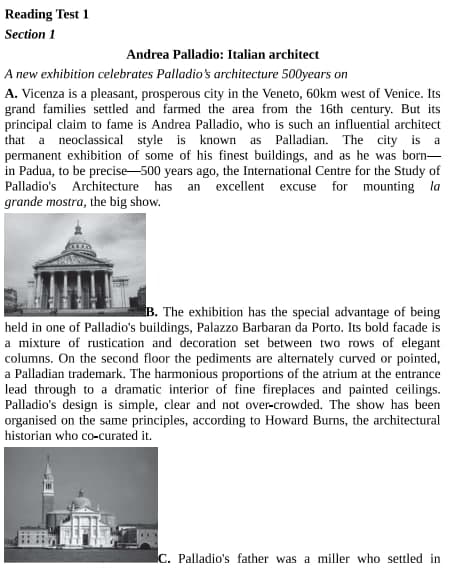 Reading Test 1
Section 1
Andrea Palladio: Italian architect
A new exhibition celebrates Palladio's architecture 500years on
A. Vicenza is a pleasant, prosperous city in the Veneto, 60km west of Venice. Its
grand families settled and farmed the area from the 16th century. But its
principal claim to fame is Andrea Palladio, who is such an influential architect
that a neoclassical style is known as Palladian. The city is a
permanent exhibition of some of his finest buildings, and as he was born—
in Padua, to be precise—500 years ago, the International Centre for the Study of
Palladio's Architecture has an excellent excuse for mounting la
grande mostra, the big show.
B. The exhibition has the special advantage of being
held in one of Palladio's buildings, Palazzo Barbaran da Porto. Its bold facade is
a mixture of rustication and decoration set between two rows of elegant
columns. On the second floor the pediments are alternately curved or pointed,
a Palladian trademark. The harmonious proportions of the atrium at the entrance
lead through to a dramatic interior of fine fireplaces and painted ceilings.
Palladio's design is simple, clear and not over-crowded. The show has been
organised on the same principles, according to Howard Burns, the architectural
historian who co-curated it.
C. Palladio's father was a miller who settled in